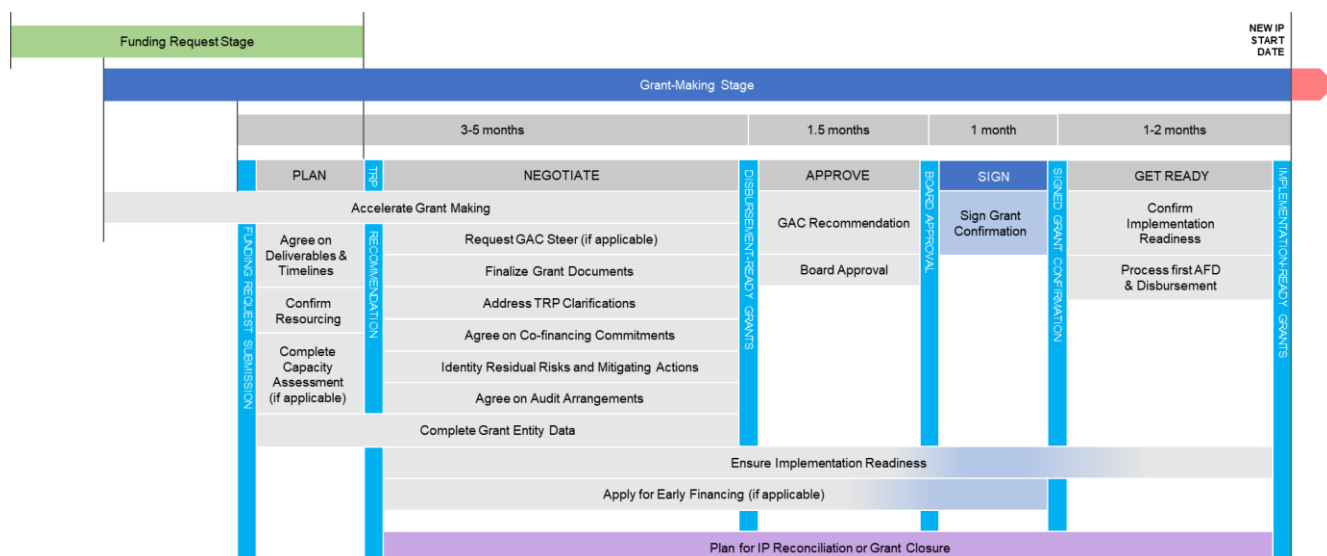 NEW IP
START
DATE
Funding Request Stage
Grant-Making Stage
3-5 months
1.5 months
1 month
1-2 months
PLAN
TRP RECOMMENDATION
NEGOTIATE
APPROVE
SIGN
GET READY
FUNDING REQUEST SUBMISSION
DISBURSEMENT-READY GRANTS
BOARD APPROVAL
SIGNED GRANT CONFIRMATION
IMPLEMENTATION-READY GRANTS
Accelerate Grant Making
Agree on
Deliverables &
Timelines
Confirm
Resourcing
Complete
Capacity
Assessment
(if applicable)
Request GAC Steer (if applicable)
Finalize Grant Documents
Address TRP Clarifications
Agree on Co-financing Commitments
Identity Residual Risks and Mitigating Actions
Agree on Audit Arrangements
GAC Recommendation
Board Approval
Sign Grant
Confirmation
Confirm
Implementation
Readiness
Process first AFD
& Disbursement
Complete Grant Entity Data
Ensure Implementation Readiness
Apply for Early Financing (if applicable)
Plan for IP Reconciliation or Grant Closure